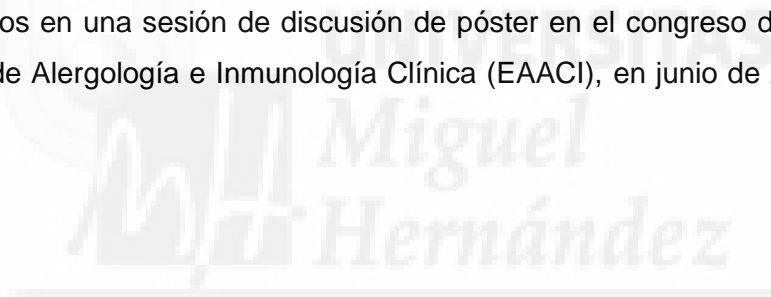 os en una sesión de discusión de póster en el congreso d
de Alergología e Inmunología Clínica (EAACI), en junio de
UNIVERSITAS
Miguel
Hernández